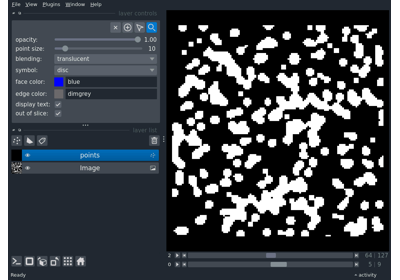 File View Plugins Window Help
layer controls
opacity: 1.00
point size: 10
blending: translucent
symbol: disc
face color: blue
edge color: dimgrey
display text:
out of slice:
layer list
points
Image
2 64 127
0 5 9
Ready activity